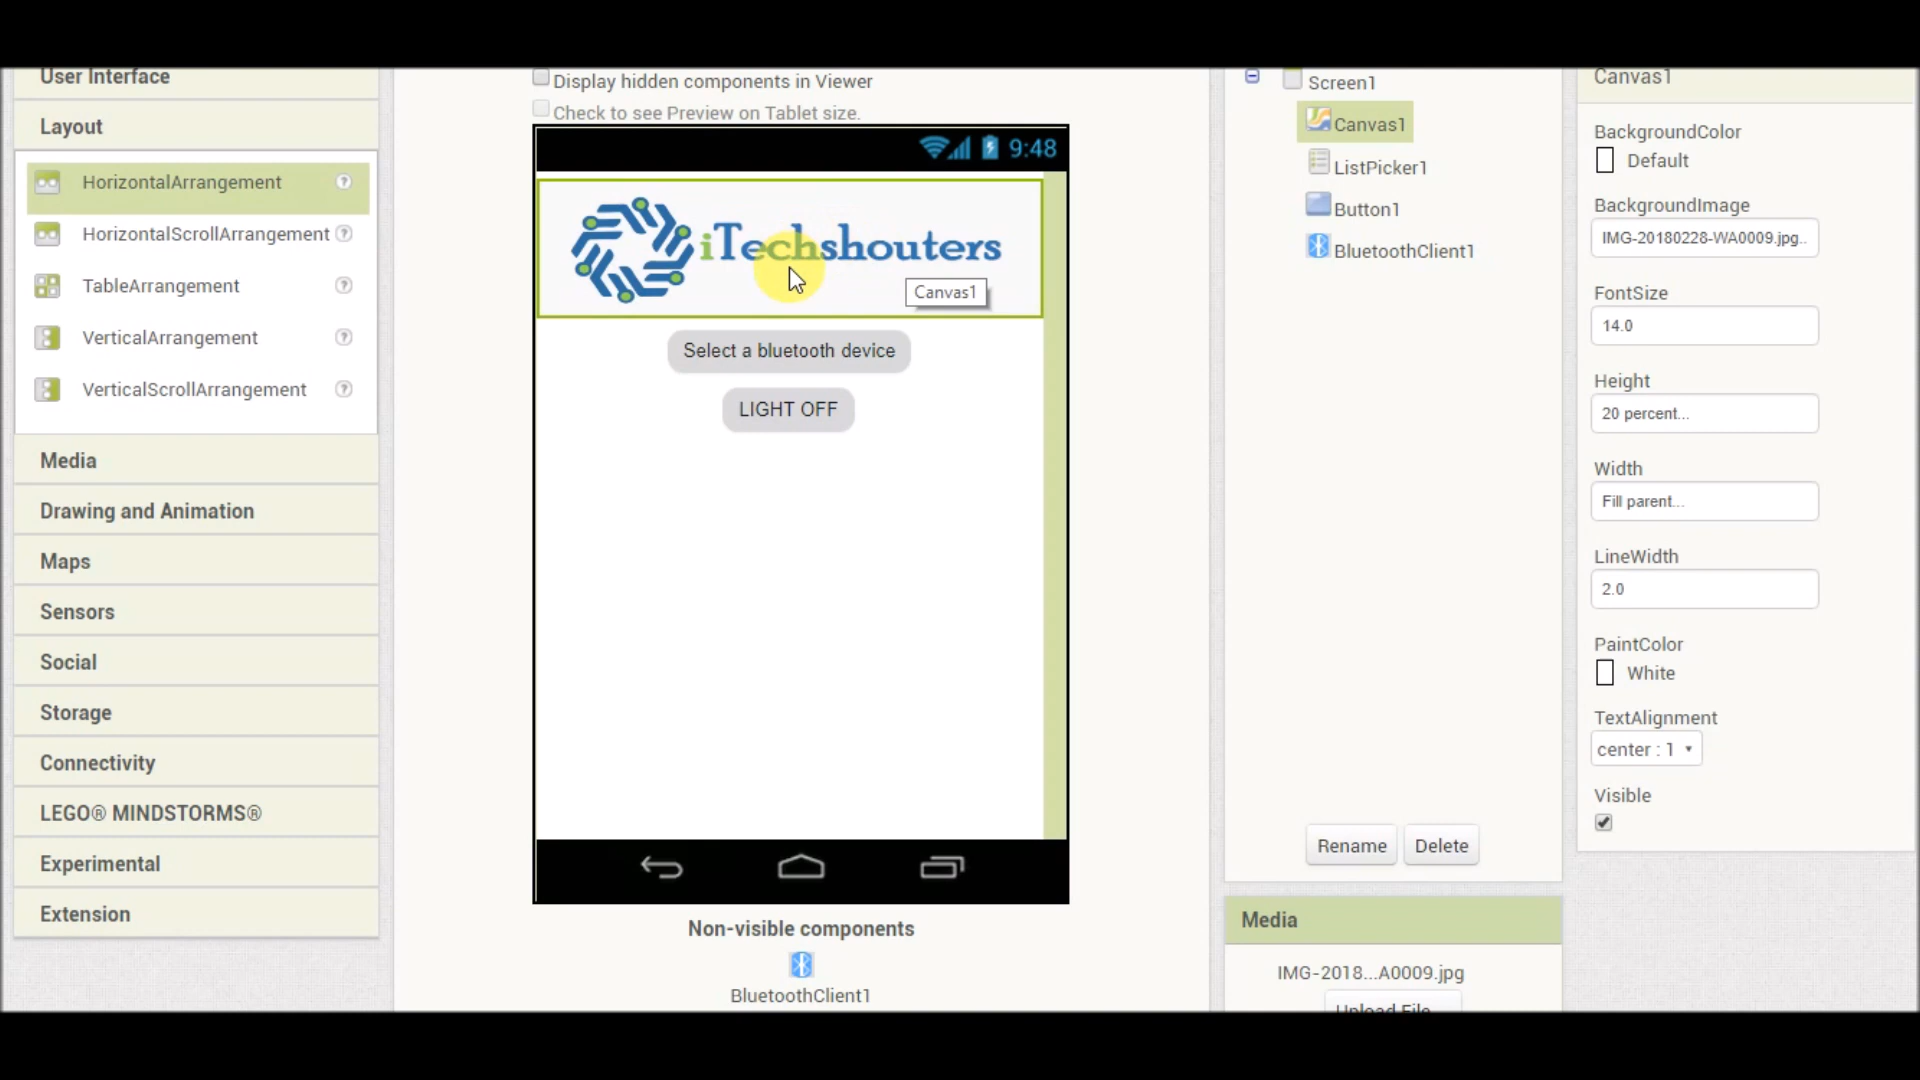 User Interface
Layout
HorizontalArrangement
HorizontalScrollArrangement
TableArrangement
VerticalArrangement
VerticalScrollArrangement
Media
Drawing and Animation
Maps
Sensors
Social
Storage
Connectivity
LEGO® MINDSTORMS®
Experimental
Extension
Display hidden components in Viewer
Check to see Preview on Tablet size.
9:48
iTechshouters
Canvas1
Select a bluetooth device
LIGHT OFF
Non-visible components
BluetoothClient1
Screen1
Canvas1
ListPicker1
Button1
BluetoothClient1
Rename Delete
Media
IMG-2018...A0009.jpg
Upload File
Canvas1
BackgroundColor
Default
BackgroundImage
IMG-20180228-WA0009.jpg..
FontSize
14.0
Height
20 percent...
Width
Fill parent...
LineWidth
2.0
PaintColor
White
TextAlignment
center : 1
Visible